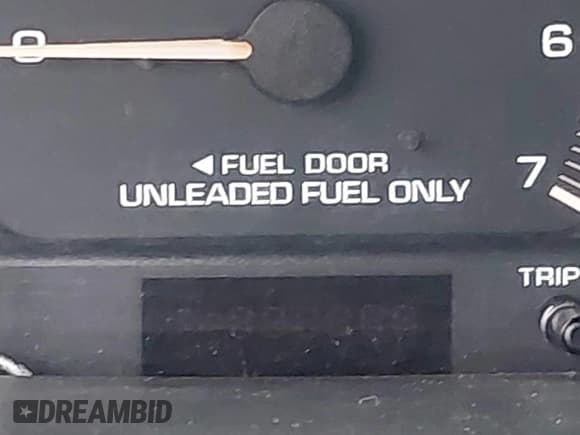 0
6
◀ FUEL DOOR
7
UNLEADED FUEL ONLY
TRIP
DREAMBID